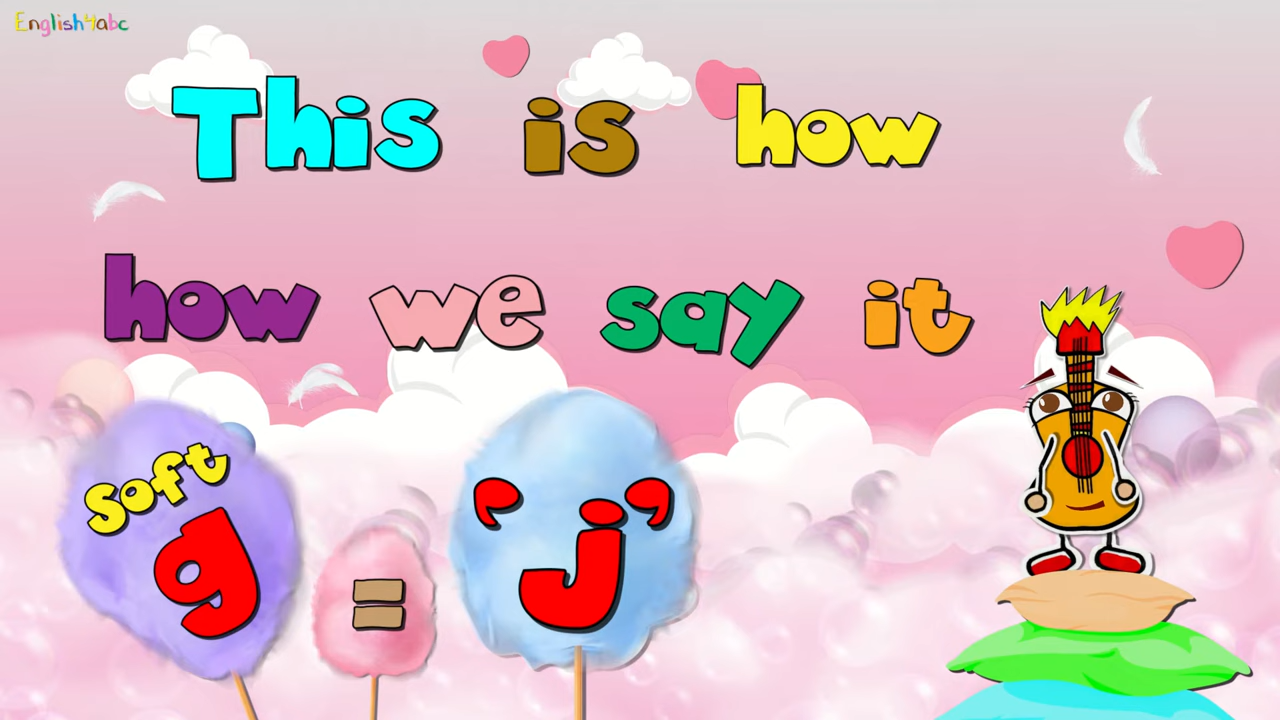 English4abc
This is how
how we say it
Soft
g = 'j'